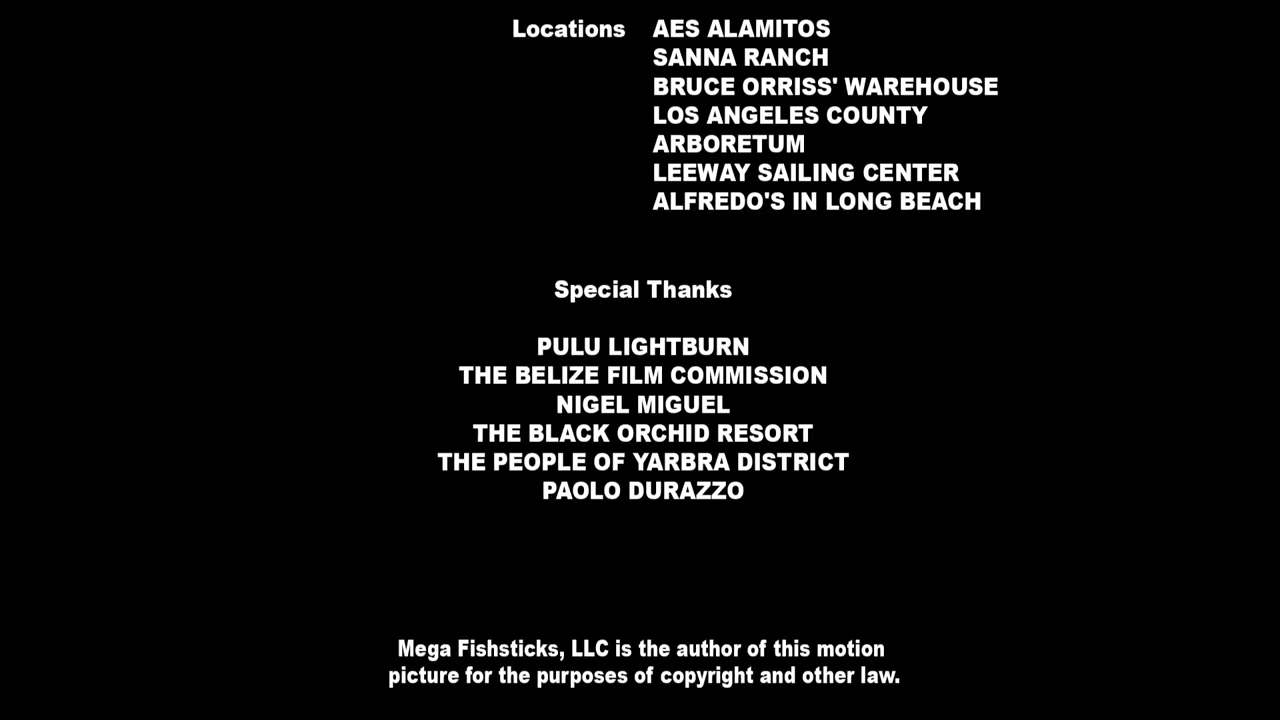 Locations AES ALAMITOS
SANNA RANCH
BRUCE ORRISS' WAREHOUSE
LOS ANGELES COUNTY
ARBORETUM
LEEWAY SAILING CENTER
ALFREDO'S IN LONG BEACH
Special Thanks
PULU LIGHTBURN
THE BELIZE FILM COMMISSION
NIGEL MIGUEL
THE BLACK ORCHID RESORT
THE PEOPLE OF YARBRA DISTRICT
PAOLO DURAZZO
Mega Fishsticks, LLC is the author of this motion
picture for the purposes of copyright and other law.